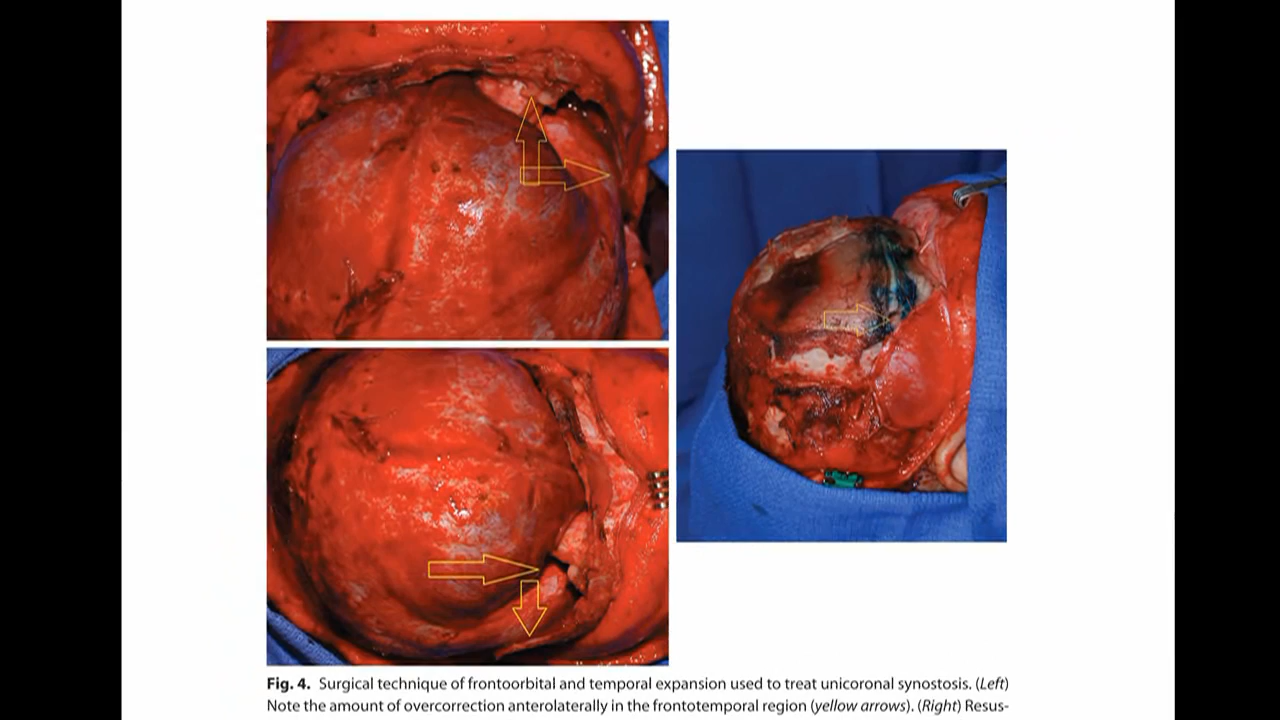 Fig. 4. Surgical technique of frontoorbital and temporal expansion used to treat unicoronal synostosis. (Left)
Note the amount of overcorrection anterolaterally in the frontotemporal region (yellow arrows). (Right) Resus-